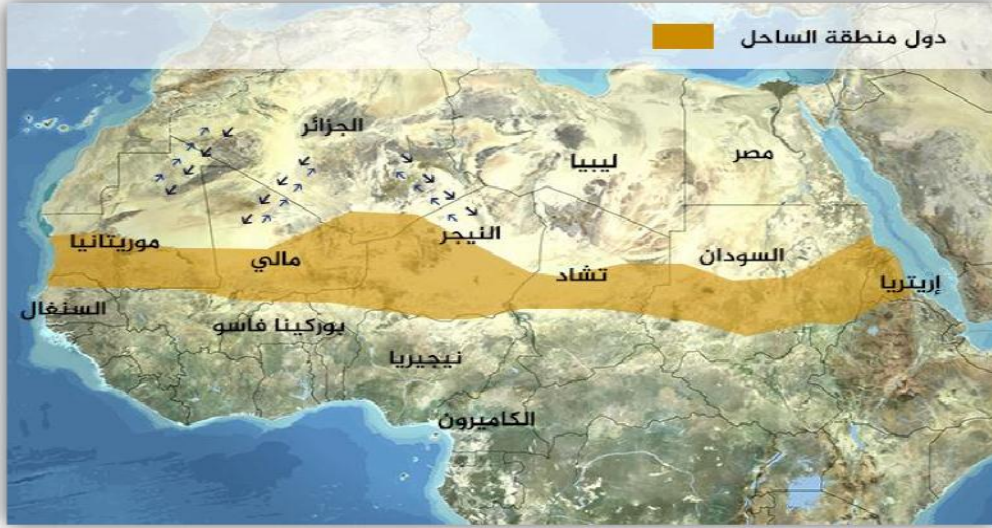 دول منطقة الساحل
الجزائر
مصر
ليبيا
النيجر
موريتانيا
مالي
السودان
تشاد
إريتريا
السنغال
بوركينا فاسو
نيجيريا
الكاميرون